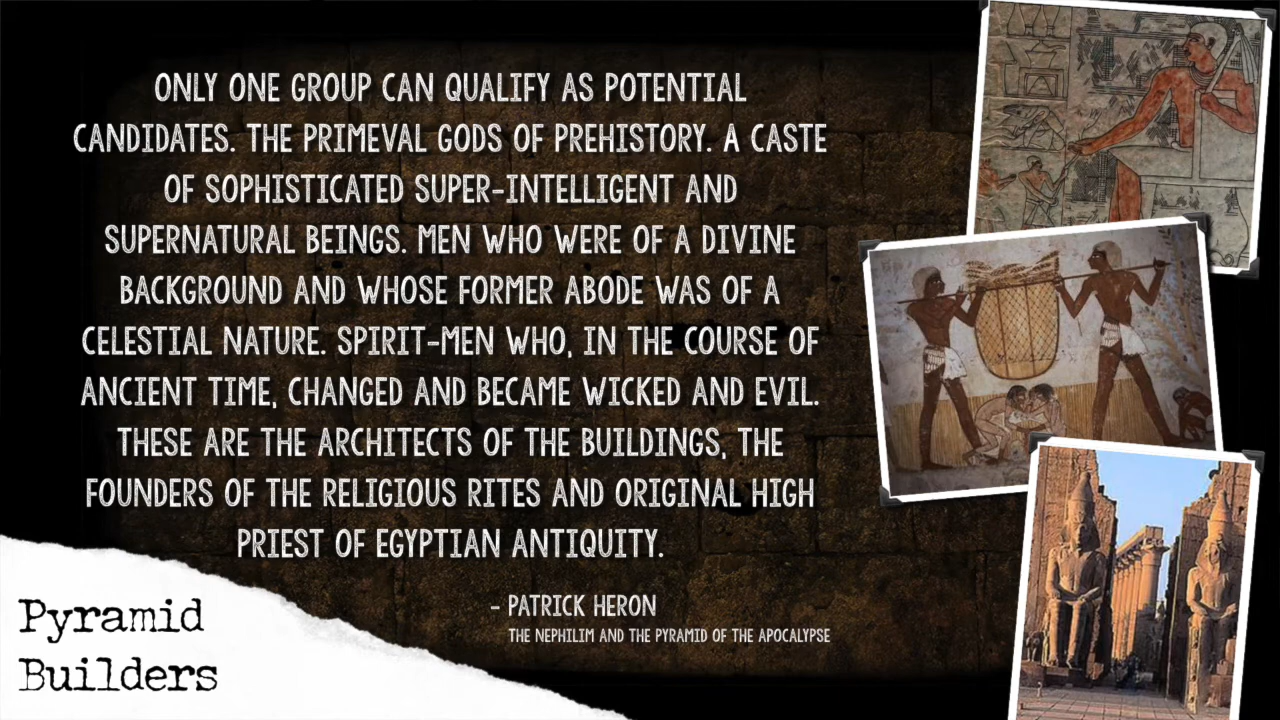 ONLY ONE GROUP CAN QUALIFY AS POTENTIAL
CANDIDATES. THE PRIMEVAL GODS OF PREHISTORY. A CASTE
OF SOPHISTICATED SUPER-INTELLIGENT AND
SUPERNATURAL BEINGS. MEN WHO WERE OF A DIVINE
BACKGROUND AND WHOSE FORMER ABODE WAS OF A
CELESTIAL NATURE. SPIRIT-MEN WHO, IN THE COURSE OF
ANCIENT TIME, CHANGED AND BECAME WICKED AND EVIL.
THESE ARE THE ARCHITECTS OF THE BUILDINGS, THE
FOUNDERS OF THE RELIGIOUS RITES AND ORIGINAL HIGH
PRIEST OF EGYPTIAN ANTIQUITY.
- PATRICK HERON
THE NEPHILIM AND THE PYRAMID OF THE APOCALYPSE
Pyramid
Builders